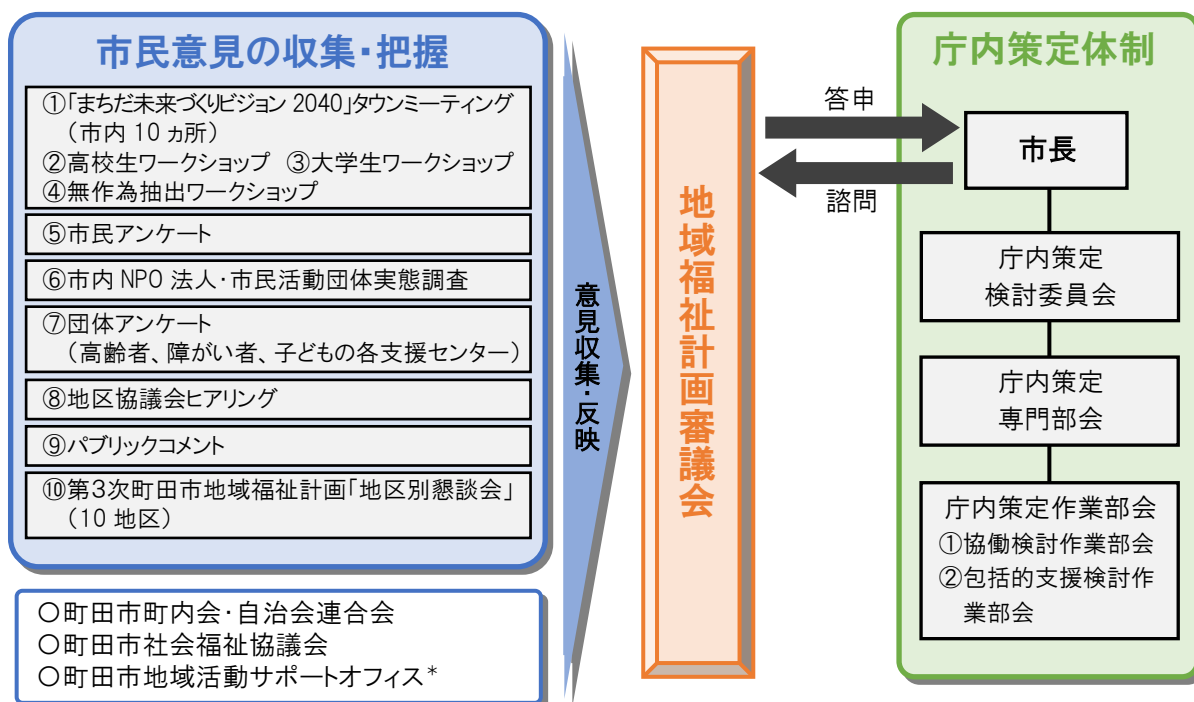 市民意見の収集・把握
①「まちだ未来づくりビジョン 2040」タウンミーティング
（市内 10 ヵ所）
②高校生ワークショップ ③大学生ワークショップ
④無作為抽出ワークショップ
⑤市民アンケート
⑥市内 NPO 法人・市民活動団体実態調査
⑦団体アンケート
（高齢者、障がい者、子どもの各支援センター）
⑧地区協議会ヒアリング
⑨パブリックコメント
⑩第３次町田市地域福祉計画「地区別懇談会」
（10 地区）
○町田市町内会・自治会連合会
○町田市社会福祉協議会
○町田市地域活動サポートオフィス*
意見収集・反映
地域福祉計画審議会
答申
諮問
庁内策定体制
市長
庁内策定
検討委員会
庁内策定
専門部会
庁内策定作業部会
①協働検討作業部会
②包括的支援検討作
業部会